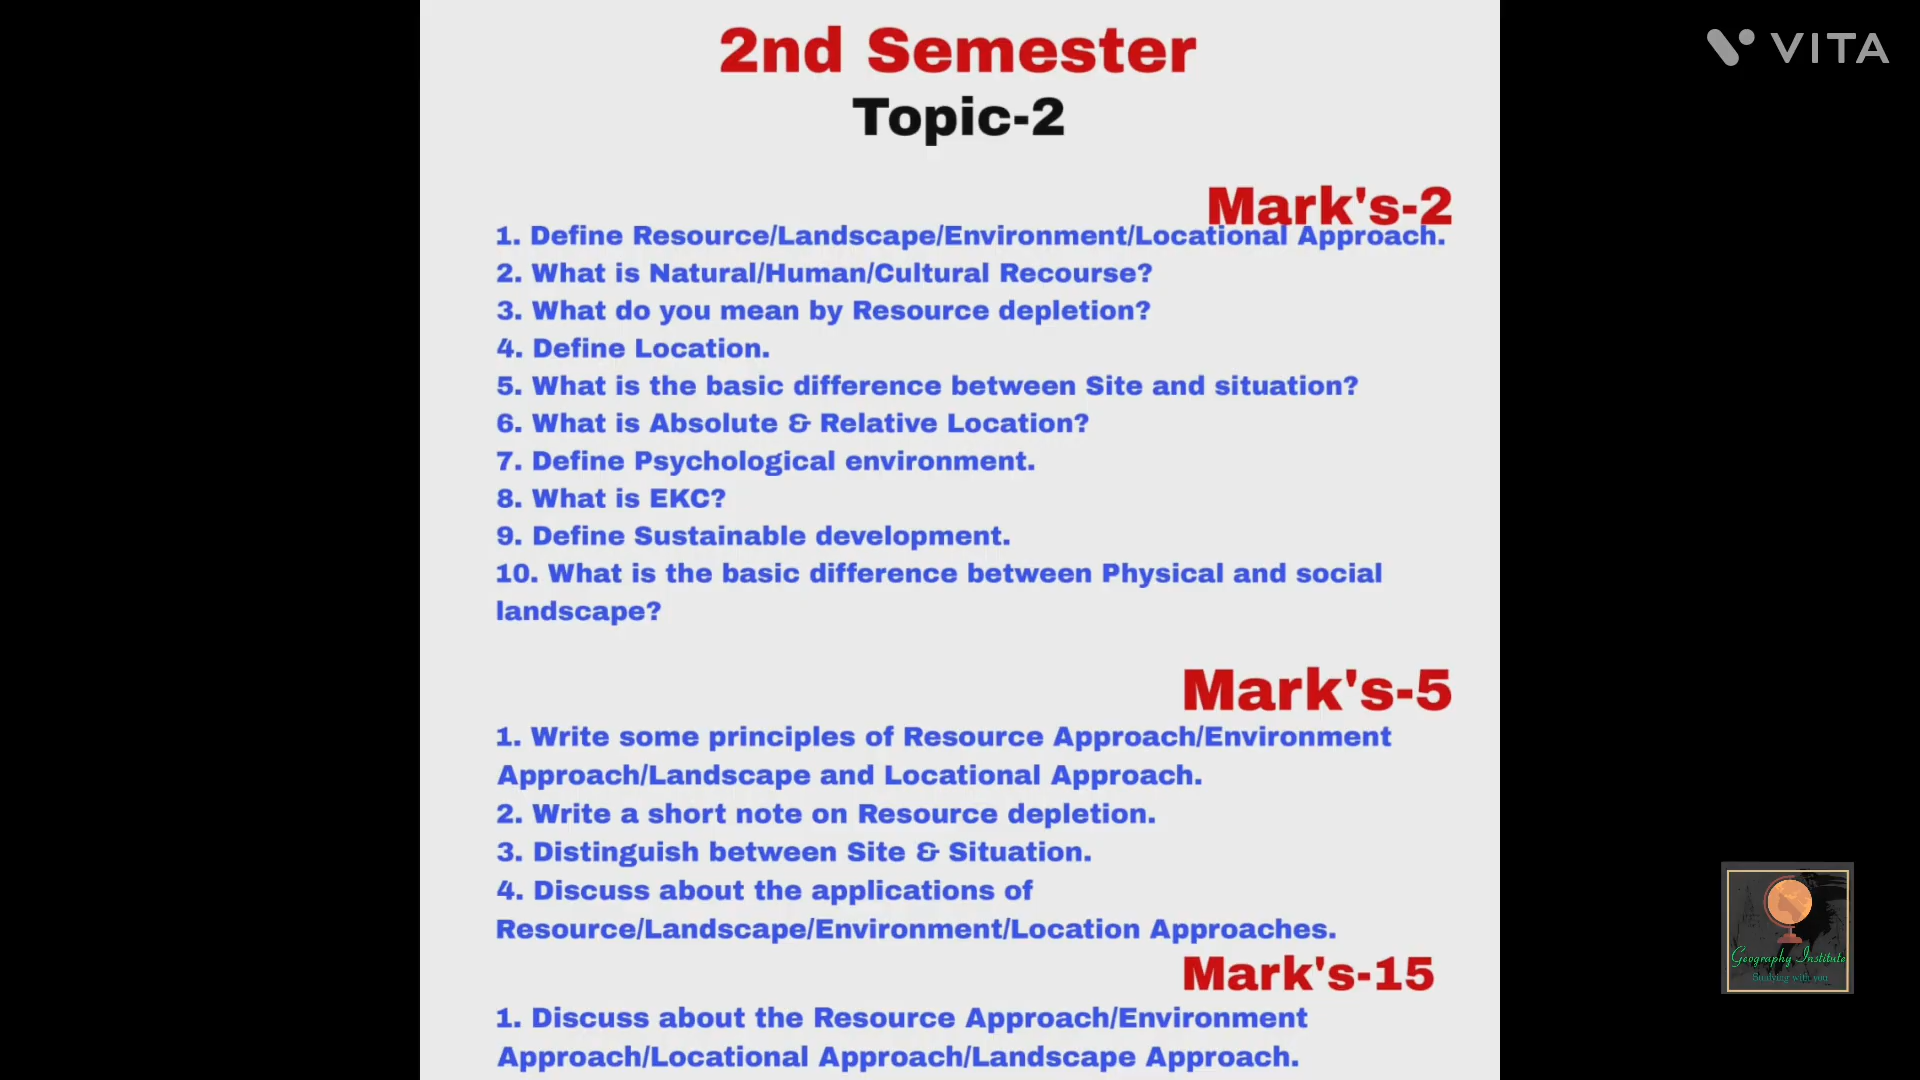 2nd Semester
Topic-2
VITA
Mark's-2
1. Define Resource/Landscape/Environment/Locational Approach.
2. What is Natural/Human/Cultural Recourse?
3. What do you mean by Resource depletion?
4. Define Location.
5. What is the basic difference between Site and situation?
6. What is Absolute & Relative Location?
7. Define Psychological environment.
8. What is EKC?
9. Define Sustainable development.
10. What is the basic difference between Physical and social
landscape?
Mark's-5
1. Write some principles of Resource Approach/Environment
Approach/Landscape and Locational Approach.
2. Write a short note on Resource depletion.
3. Distinguish between Site & Situation.
4. Discuss about the applications of
Resource/Landscape/Environment/Location Approaches.
Mark's-15
1. Discuss about the Resource Approach/Environment
Approach/Locational Approach/Landscape Approach.
Geography Institute
Studying with you